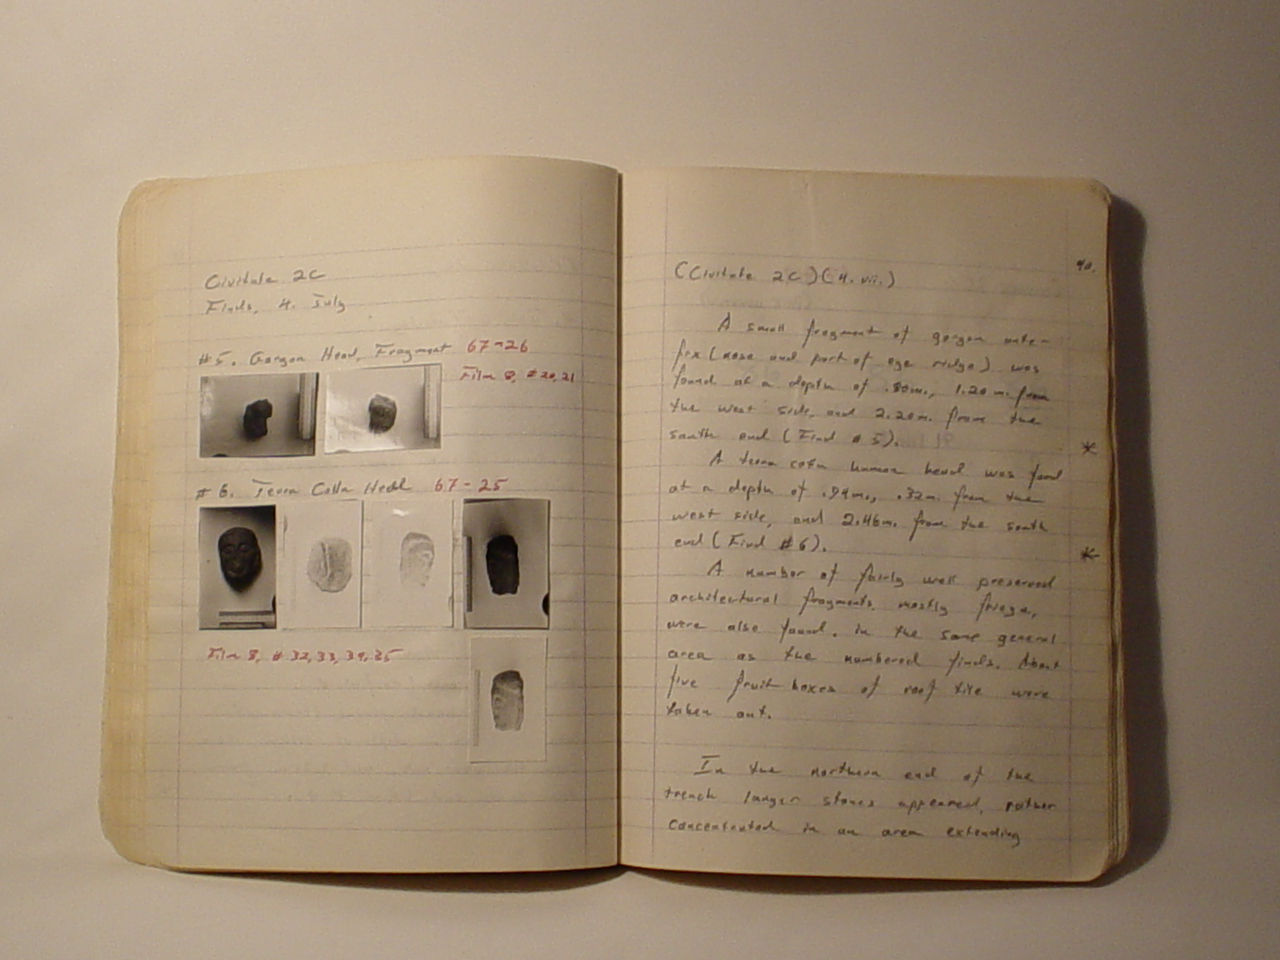 Civitate 2C
Finds, 4. July
#5. Gorgon Head, Fragment 67-26
Film 8, #20,21
#6. Terra Cotta Head 67-25
Film 8, #32,33,34,35
40.
(Civitate 2C)(4.vii.)
A small fragment of gorgon ante-
fix (nose and part of eye ridge) was
found at a depth of .80m., 1.20m. from
the west side, and 2.20m. from the
south end (Find #5).
*
A terra cotta human head was found
at a depth of .94m., .32m. from the
west side, and 2.46m. from the south
end (Find #6).
*
A number of fairly well preserved
architectural fragments, mostly frieze,
were also found, in the same general
area as the numbered finds. About
five fruit boxes of roof tile were
taken out.
In the northern end of the
trench larger stones appeared, rather
concentrated in an area extending